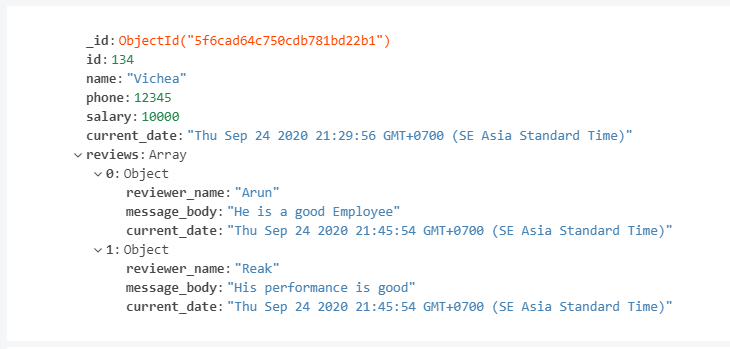 _id: ObjectId("5f6cad64c750cdb781bd22b1")
id: 134
name: "Vichea"
phone: 12345
salary: 10000
current_date: "Thu Sep 24 2020 21:29:56 GMT+0700 (SE Asia Standard Time)"
reviews: Array
0: Object
reviewer_name: "Arun"
message_body: "He is a good Employee"
current_date: "Thu Sep 24 2020 21:45:54 GMT+0700 (SE Asia Standard Time)"
1: Object
reviewer_name: "Reak"
message_body: "His performance is good"
current_date: "Thu Sep 24 2020 21:45:54 GMT+0700 (SE Asia Standard Time)"